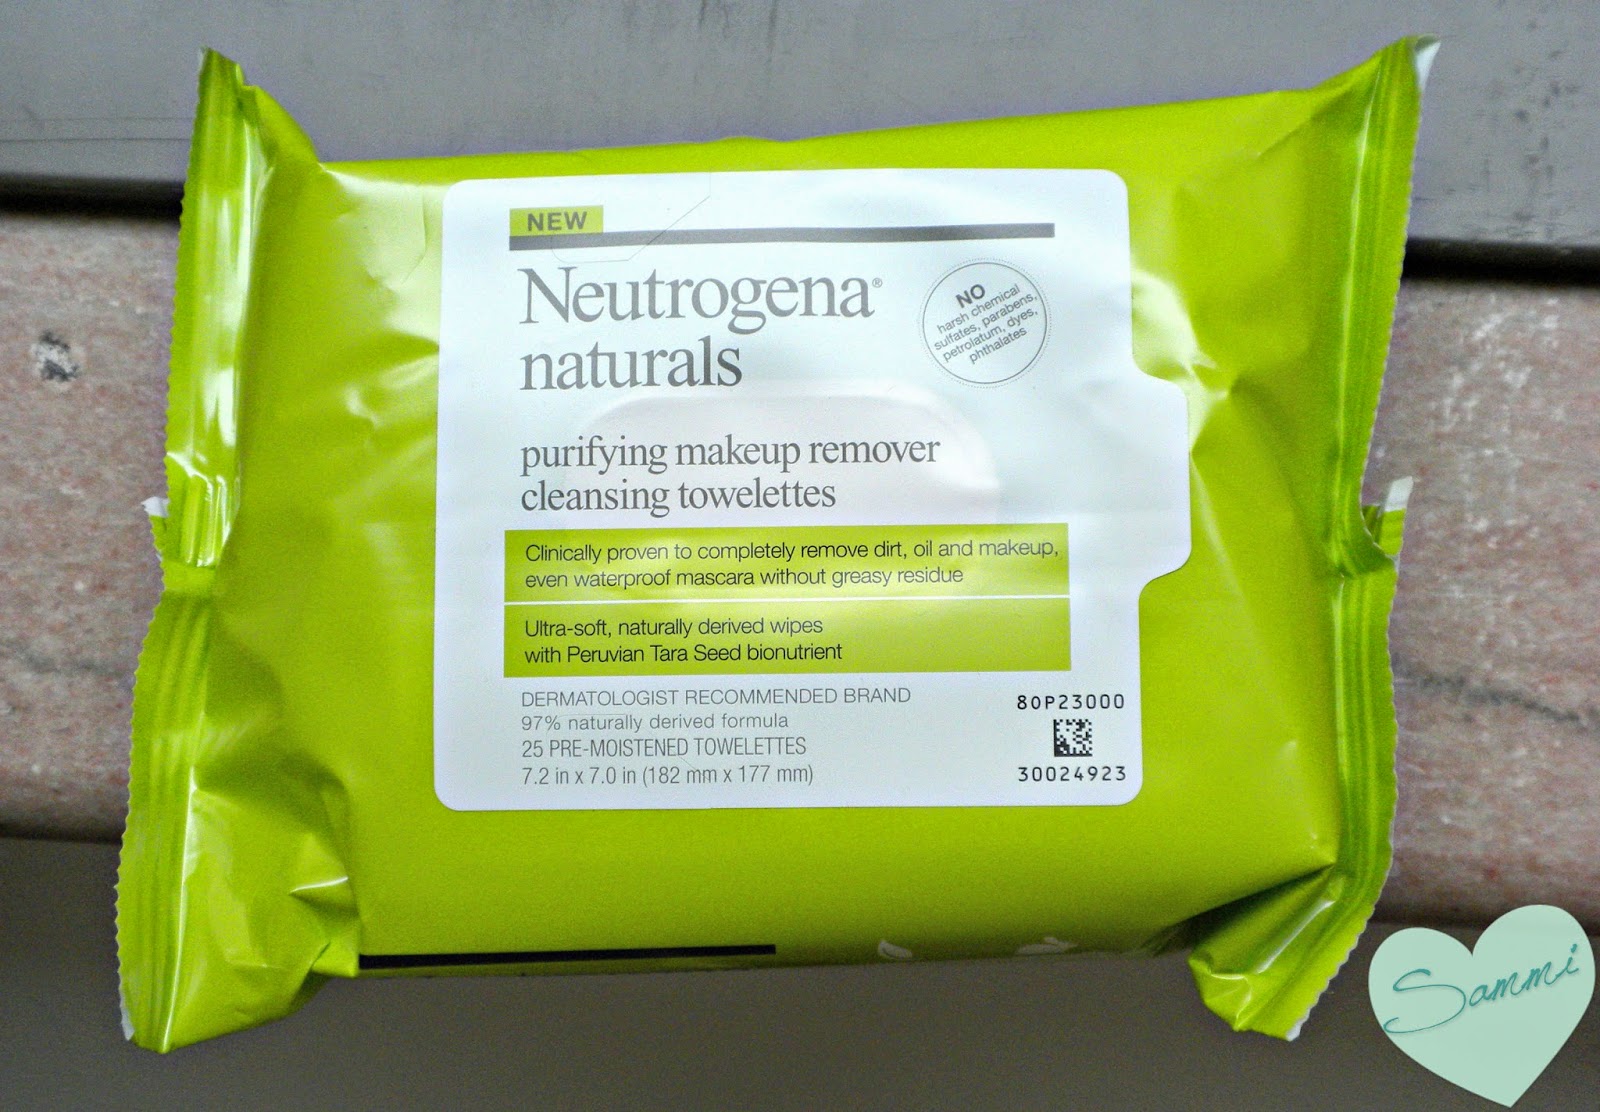 NEW
Neutrogena®
naturals
NO
harsh chemical
sulfates, parabens,
petrolatum, dyes,
phthalates
purifying makeup remover
cleansing towelettes
Clinically proven to completely remove dirt, oil and makeup,
even waterproof mascara without greasy residue
Ultra-soft, naturally derived wipes
with Peruvian Tara Seed bionutrient
DERMATOLOGIST RECOMMENDED BRAND
97% naturally derived formula
25 PRE-MOISTENED TOWELETTES
7.2 in x 7.0 in (182 mm x 177 mm)
80P23000
30024923
Sammi